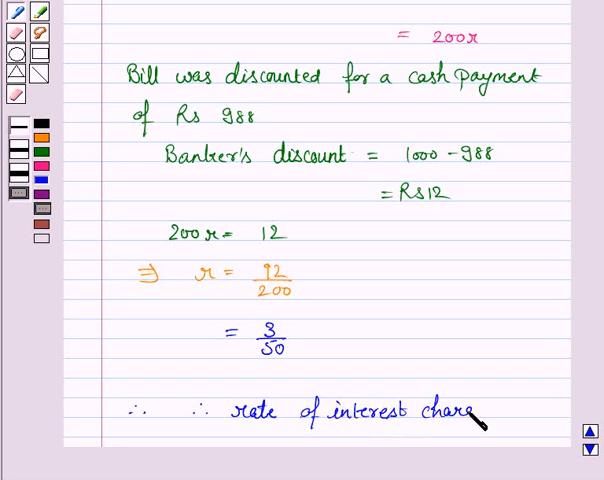 = 200r
Bill was discounted for a cash payment
of Rs 988
Banker's discount = 1000 - 988
= Rs 12
200r = 12
⇒ r = 12/200
= 3/50
∴ ∴ rate of interest charg